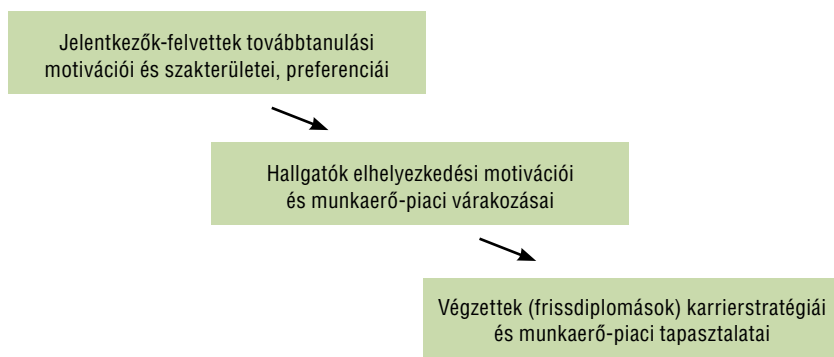 Jelentkezők-felvettek továbbtanulási
motivációi és szakterületei, preferenciái
Hallgatók elhelyezkedési motivációi
és munkaerő-piaci várakozásai
Végzettek (frissdiplomások) karrierstratégiái
és munkaerő-piaci tapasztalatai